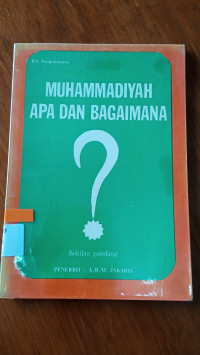 MUHAMMADIYAH
APA DAN BAGAIMANA
?
Sekilas pandang
PENERBIT : A.B.M. JAKARTA